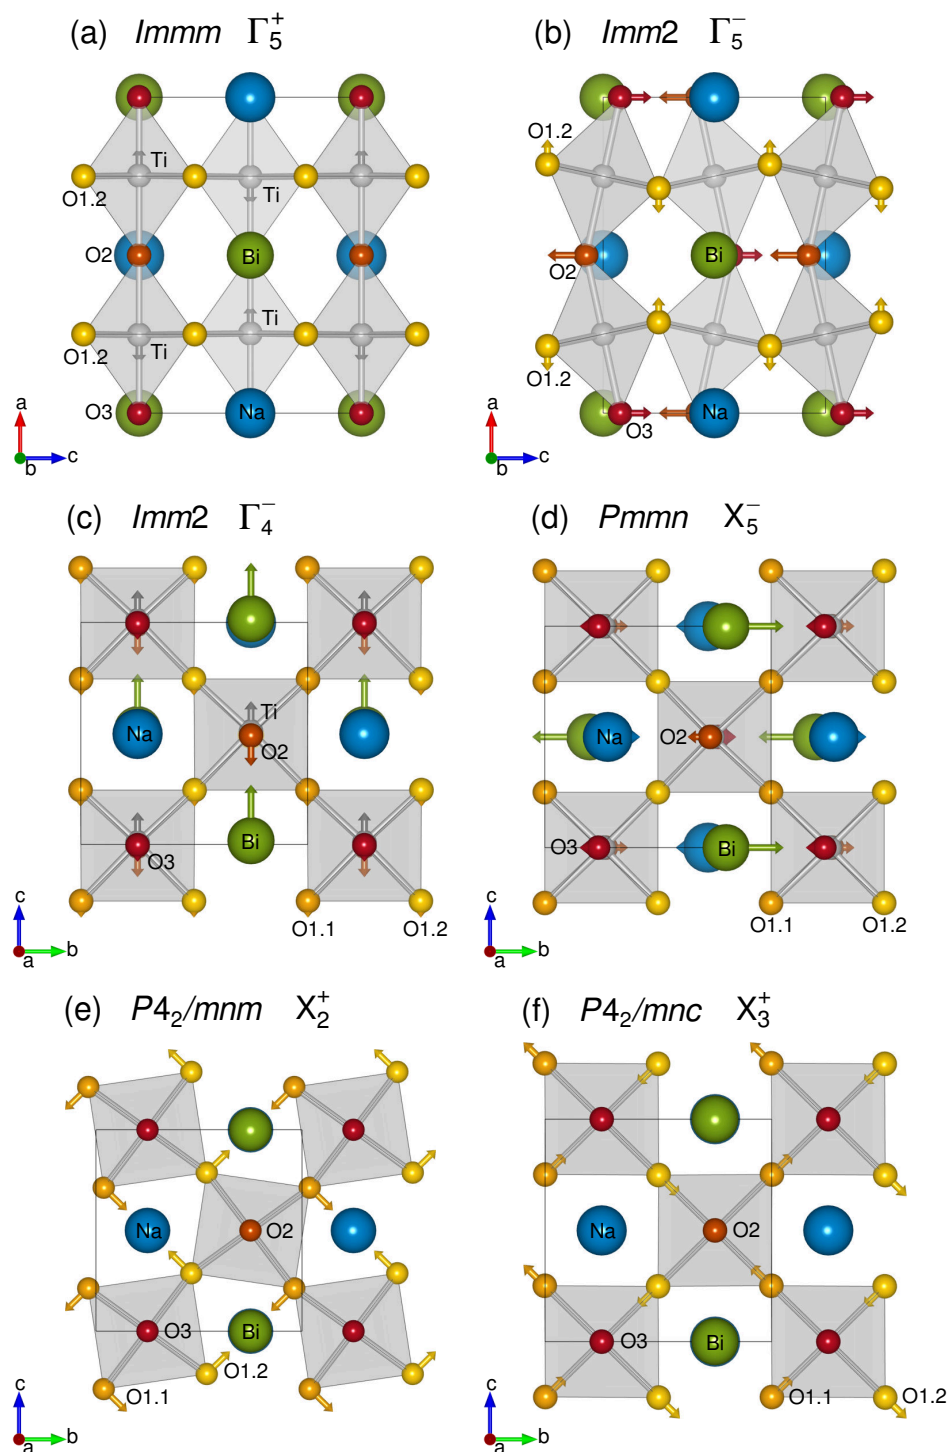 (a) Immm Γ5+
Ti
Ti
O1.2
O2
Bi
Ti
Ti
O1.2
O3
Na
a
b
c
(b) Imm2 Γ5−
O1.2
Bi
O2
O1.2
Na
O3
a
b
c
(c) Imm2 Γ4−
Ti
Na
O2
Bi
O3
O1.1
O1.2
c
a
b
(d) Pmmn X5−
Na
O2
O3
Bi
O1.1
O1.2
c
a
b
(e) P42/mnm X2+
Na
O2
O3
Bi
O1.2
O1.1
c
a
b
(f) P42/mnc X3+
Na
O2
O3
Bi
O1.1
O1.2
c
a
b